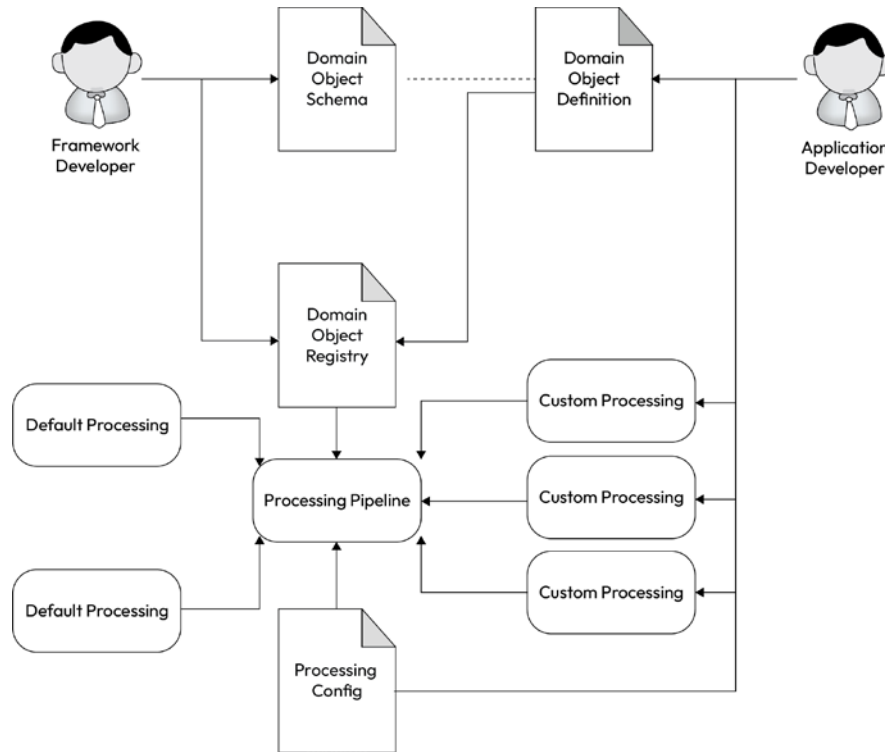 Domain
Object
Schema
Domain
Object
Definition
Framework
Developer
Application
Developer
Domain
Object
Registry
Default Processing
Custom Processing
Processing Pipeline
Custom Processing
Default Processing
Custom Processing
Processing
Config